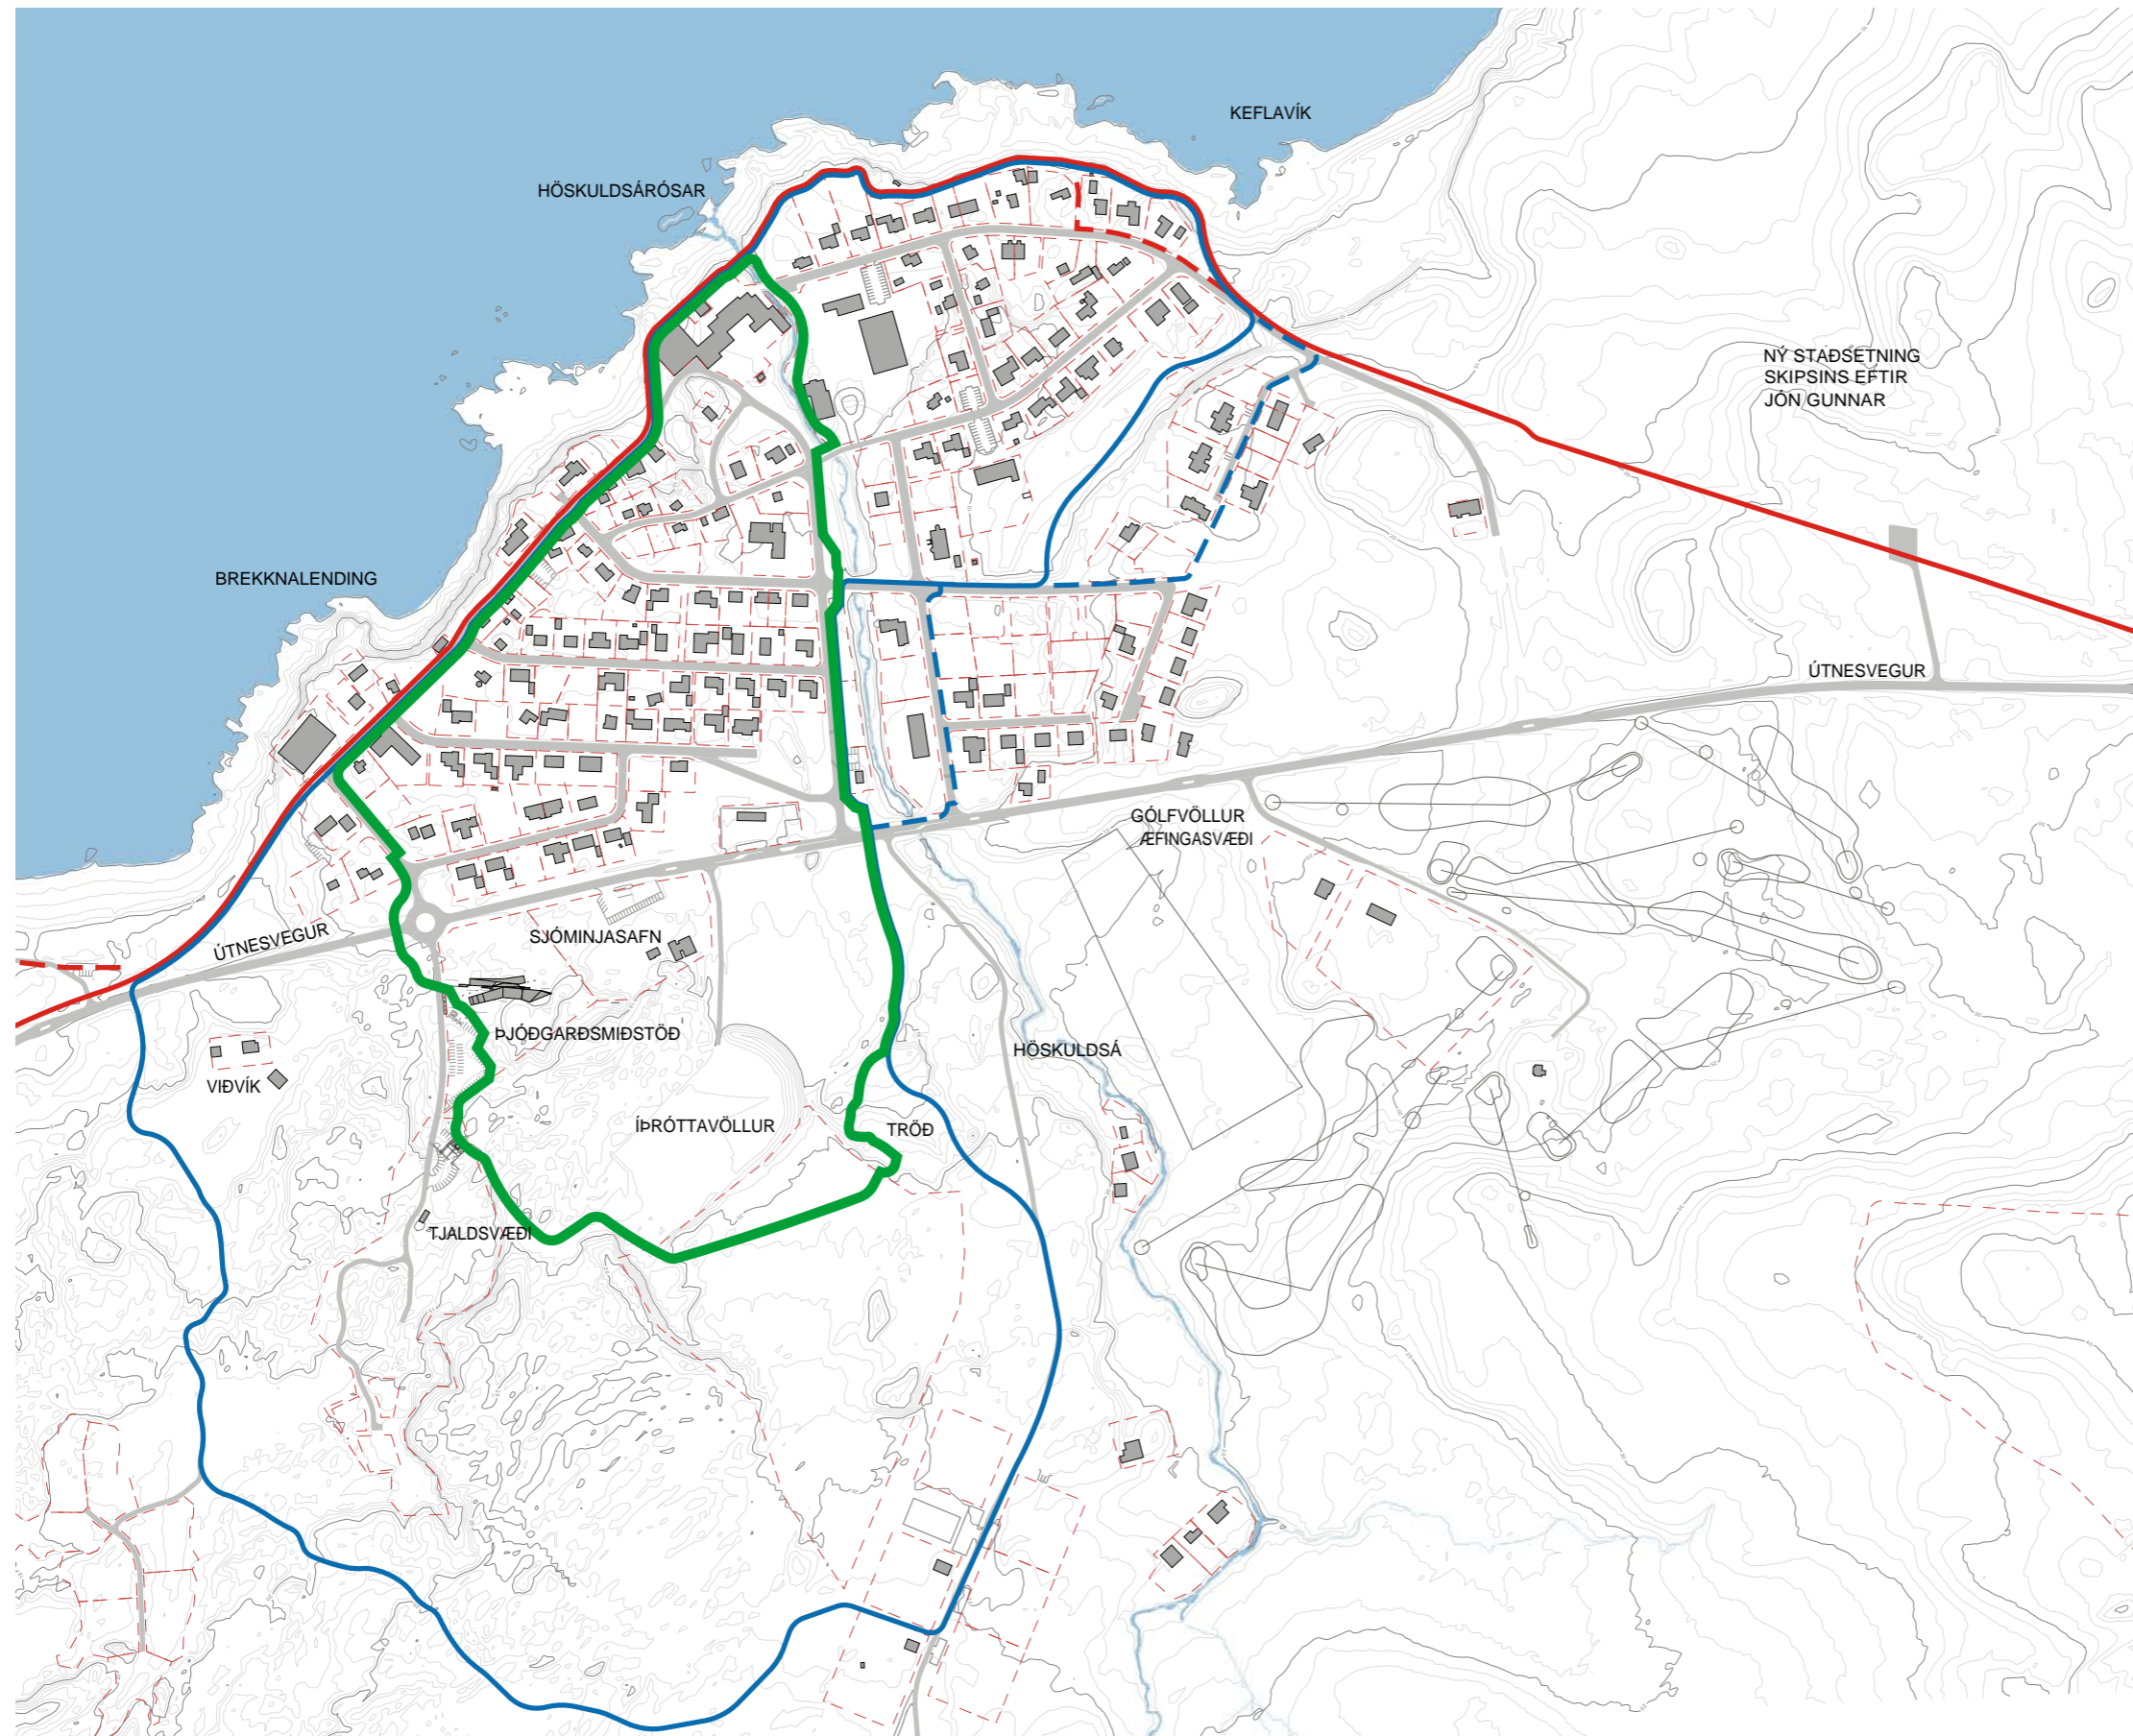 KEFLAVÍK
HÖSKULDSÁRÓSAR
NÝ STAÐSETNING
SKIPSINS EFTIR
JÓN GUNNAR
BREKKNALENDING
ÚTNESVEGUR
GÓLFVÖLLUR
ÆFINGASVÆÐI
ÚTNESVEGUR
SJÓMINJASAFN
ÞJÓÐGARÐSMIÐSTÖÐ
HÖSKULDSÁ
VIÐVÍK
ÍÞRÓTTAVÖLLUR
TRÖÐ
TJALDSVÆÐI